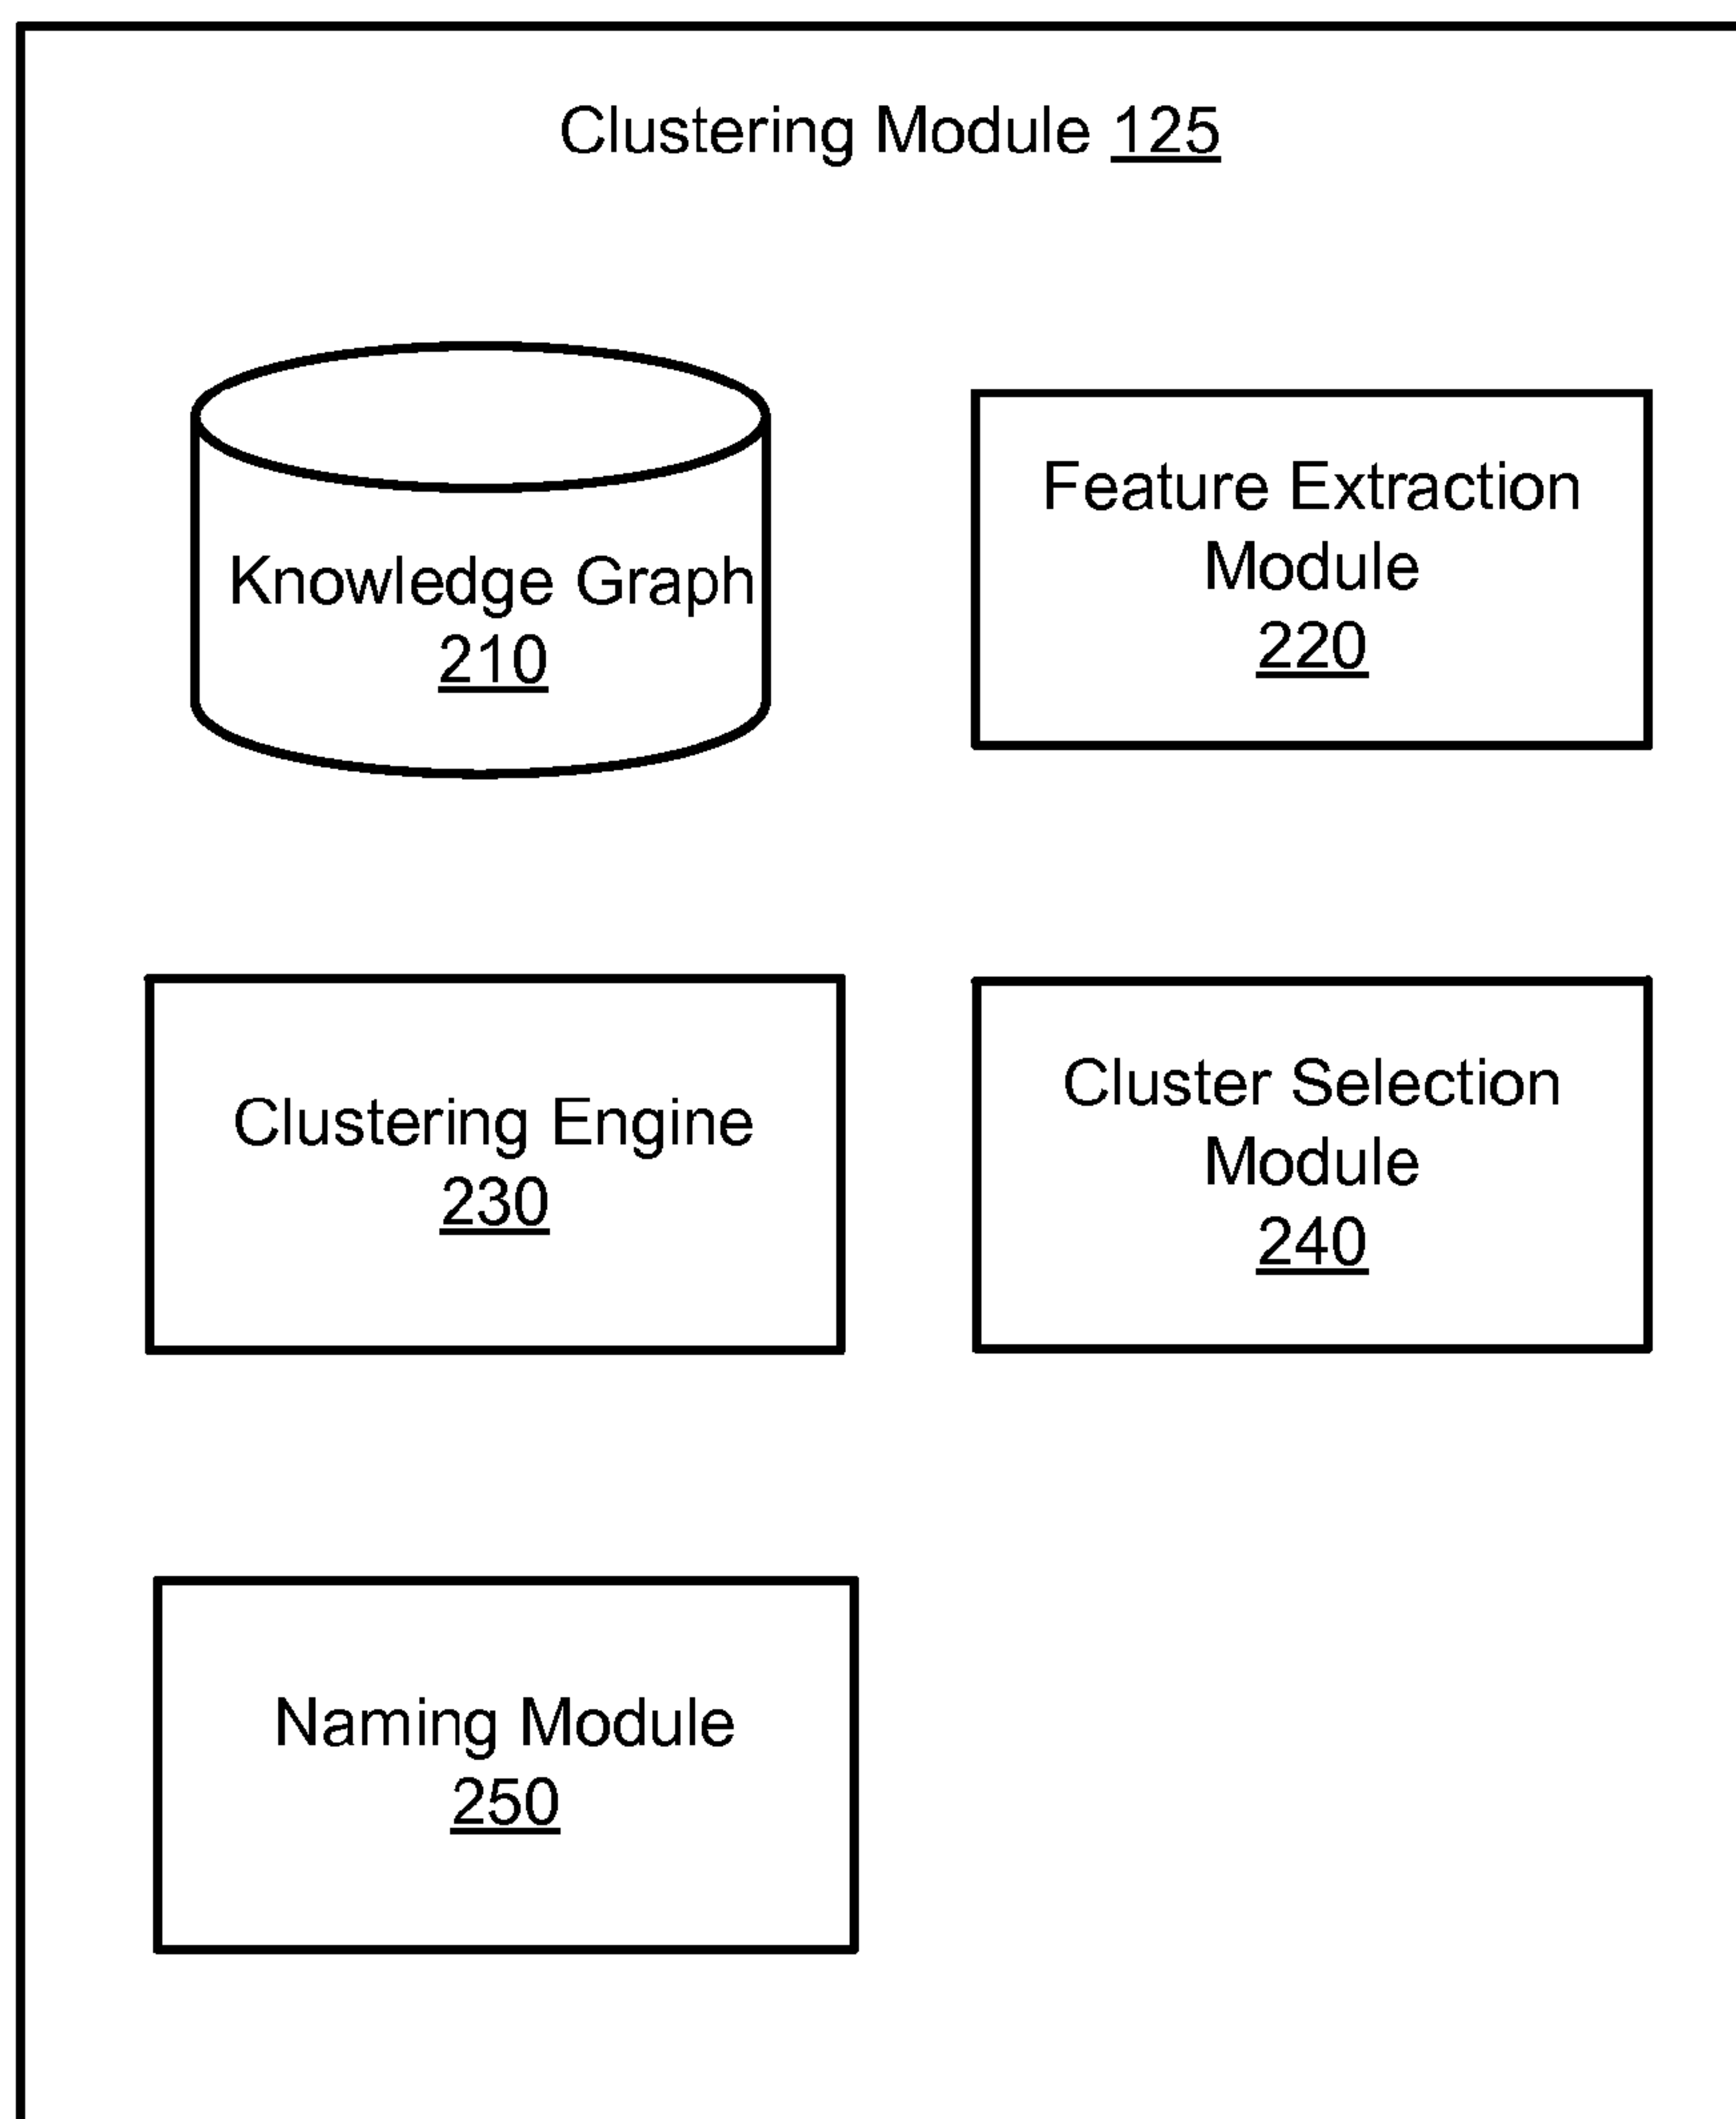 Clustering Module 125
Knowledge Graph
210
Feature Extraction
Module
220
Clustering Engine
230
Cluster Selection
Module
240
Naming Module
250